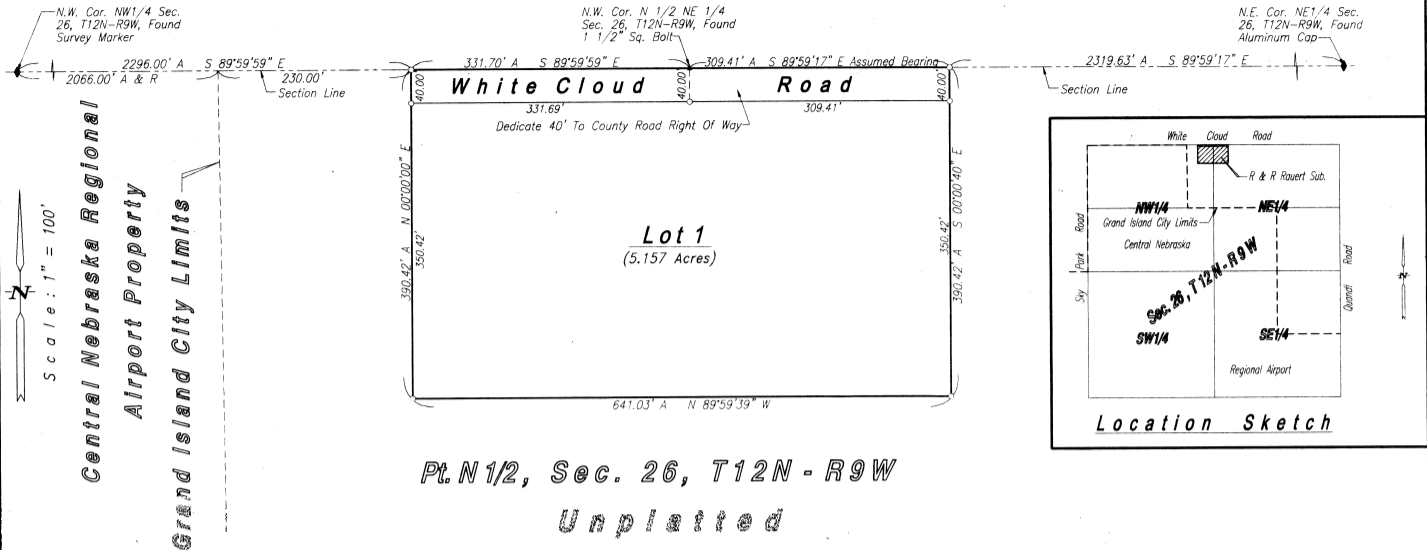 N.W. Cor. NW1/4 Sec.
26, T12N-R9W, Found
Survey Marker
N.W. Cor. N 1/2 NE 1/4
Sec. 26, T12N-R9W, Found
1 1/2" Sq. Bolt
N.E. Cor. NE1/4 Sec.
26, T12N-R9W, Found
Aluminum Cap
2296.00' A S 89°59'59" E
2066.00' A & R
230.00'
Section Line
331.70' A S 89°59'59" E
309.41' A S 89°59'17" E Assumed Bearing
2319.63' A S 89°59'17" E
Section Line
40.00'
White Cloud
40.00'
Road
40.00'
331.69'
309.41'
Dedicate 40' To County Road Right Of Way
Central Nebraska Regional
Airport Property
Grand Island City Limits
N
Scale: 1" = 100'
390.42' A N 00°00'00" E
350.42'
Lot 1
(5.157 Acres)
350.42'
390.42' A S 00°00'40" E
641.03' A N 89°59'39" W
Pt. N 1/2, Sec. 26, T12N - R9W
Unplatted
White Cloud Road
R & R Rauert Sub.
NW1/4
NE1/4
Grand Island City Limits
Central Nebraska
Sky Park Road
Sec. 26, T12N-R9W
Quandt Road
N
SW1/4
SE1/4
Regional Airport
Location Sketch